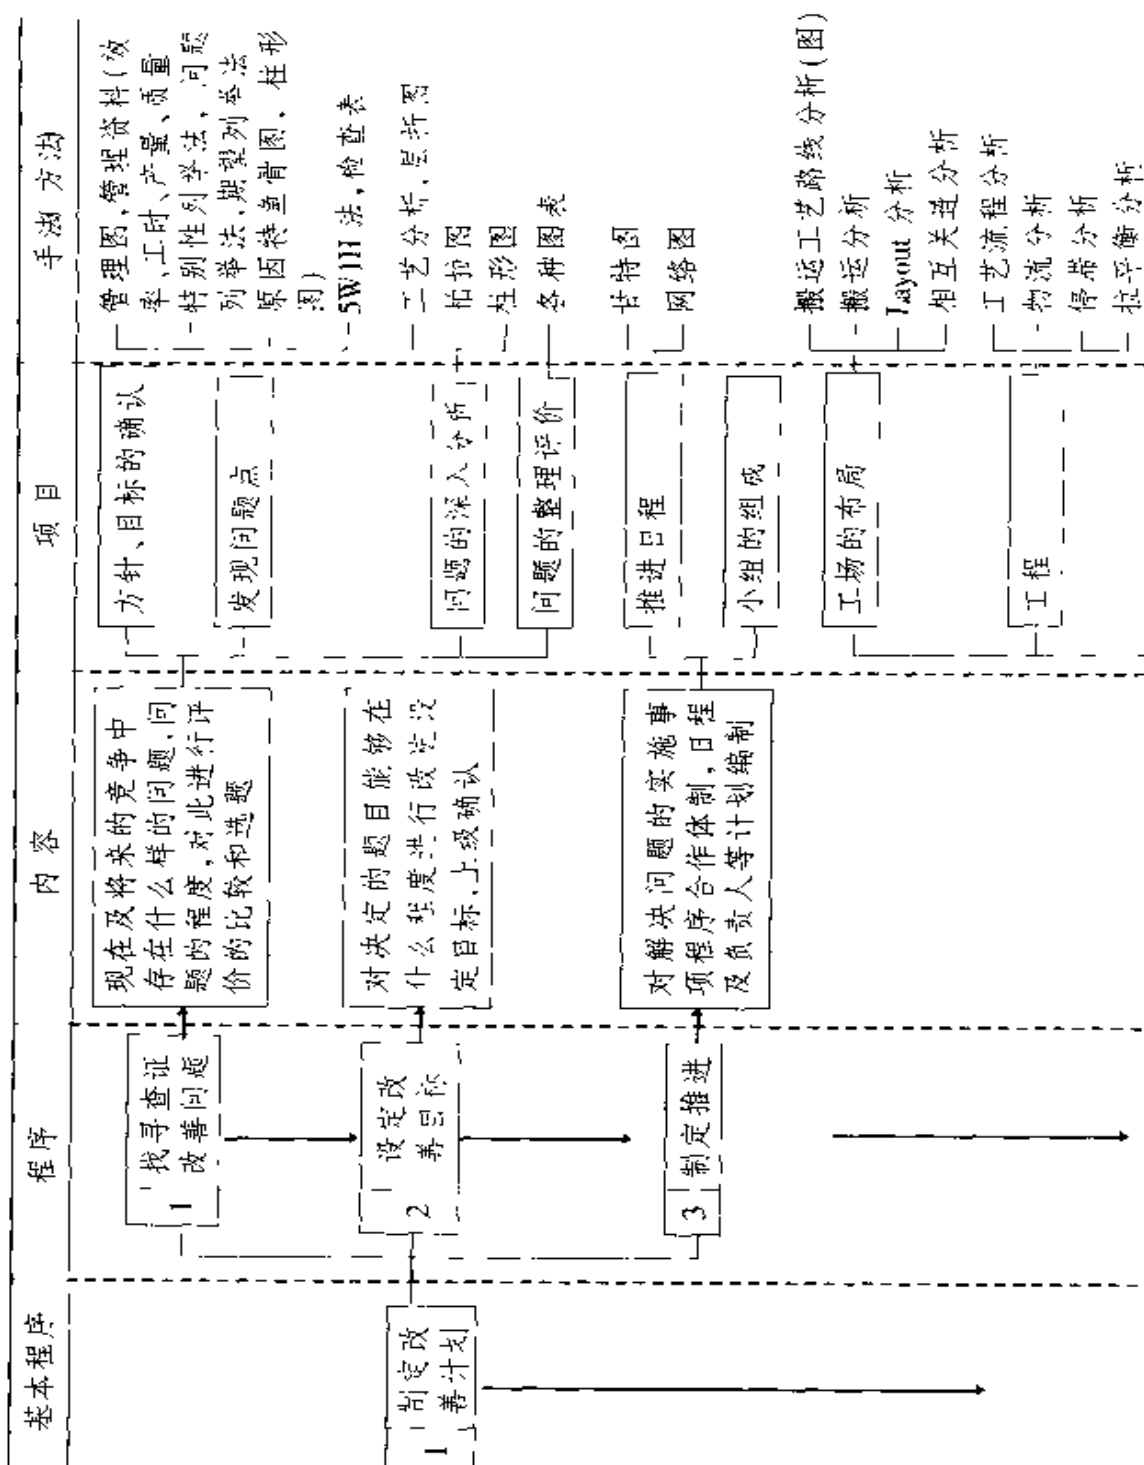 基本程序
程序
内容
项目
手法(方法)
1
制定改
善计划
1
找寻查证
改善问题
现在及将来的竞争中
存在什么样的问题,问
题的程度,对此进行评
价的比较和选题
方针、目标的确认
发现问题点
问题的深入分析
问题的整理评价
管理图,管理资料(效
率、工时、产量、质量
特别性列举法,问题
列举法,期望列举法
原因特鱼骨图、柱形
图)
5W1H 法,检查表
工艺分析,层析图
柏拉图
柱形图
各种图表
2
设定改
善目标
对决定的题目能够在
什么程度进行改进设
定目标、上级确认
3
制定推进
对解决问题的实施事
项程序合作体制,日程
及负责人等计划编制
推进日程
小组的组成
甘特图
网络图
工场的布局
搬运工艺路线分析(图)
搬运分析
Layout 分析
相互关连分析
工程
工艺流程分析
物流分析
停滞分析
拉平衡分析